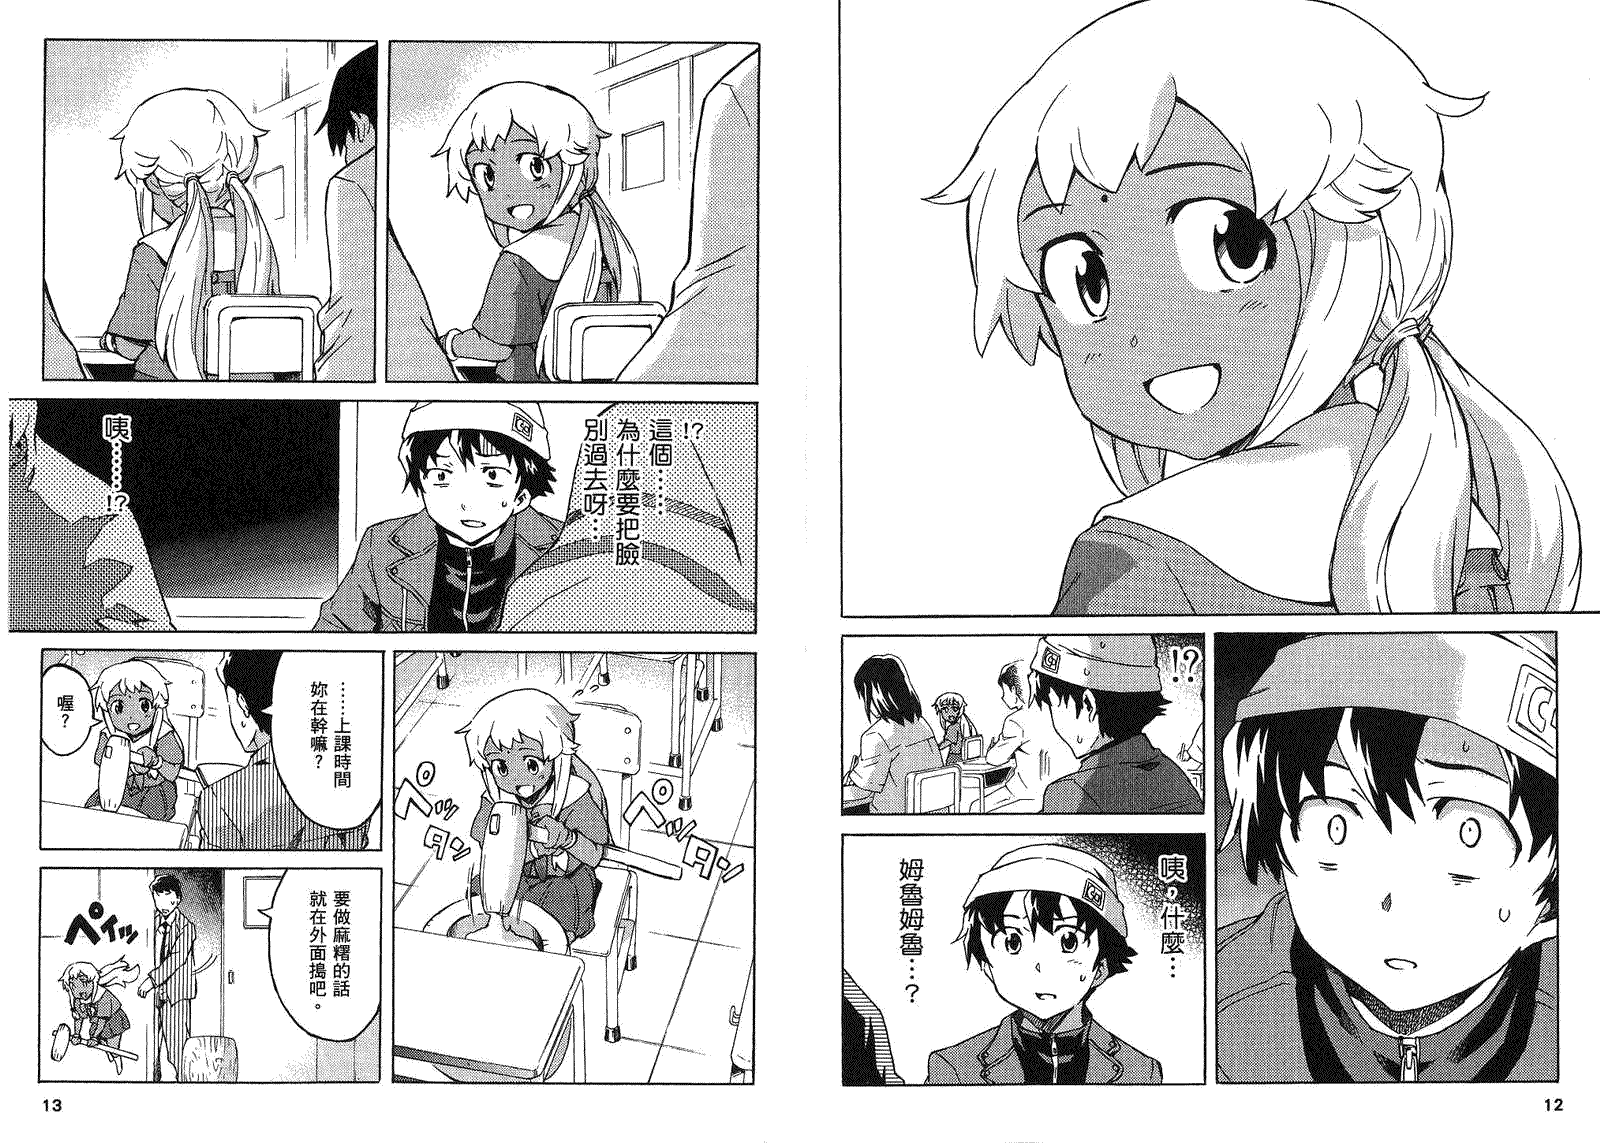 !?
咦，什麼…
姆魯姆魯…？
12
!?
這個……
為什麼要把臉
別過去呀…
咦………!?
ペッタン
ペッタン
……上課時間
妳在幹嘛？
喔？
要做麻糬的話
就在外面搗吧。
ペイッ
13